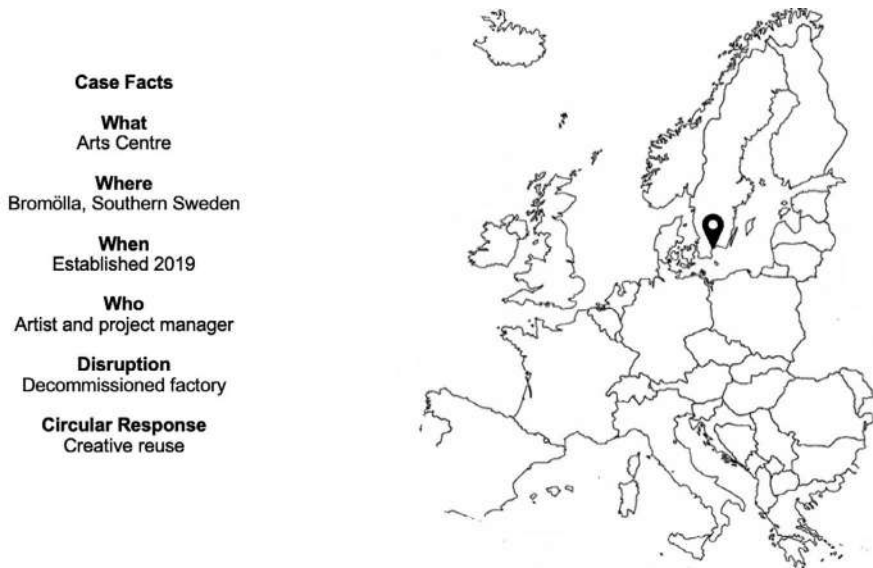 Case Facts
What
Arts Centre
Where
Bromölla, Southern Sweden
When
Established 2019
Who
Artist and project manager
Disruption
Decommissioned factory
Circular Response
Creative reuse